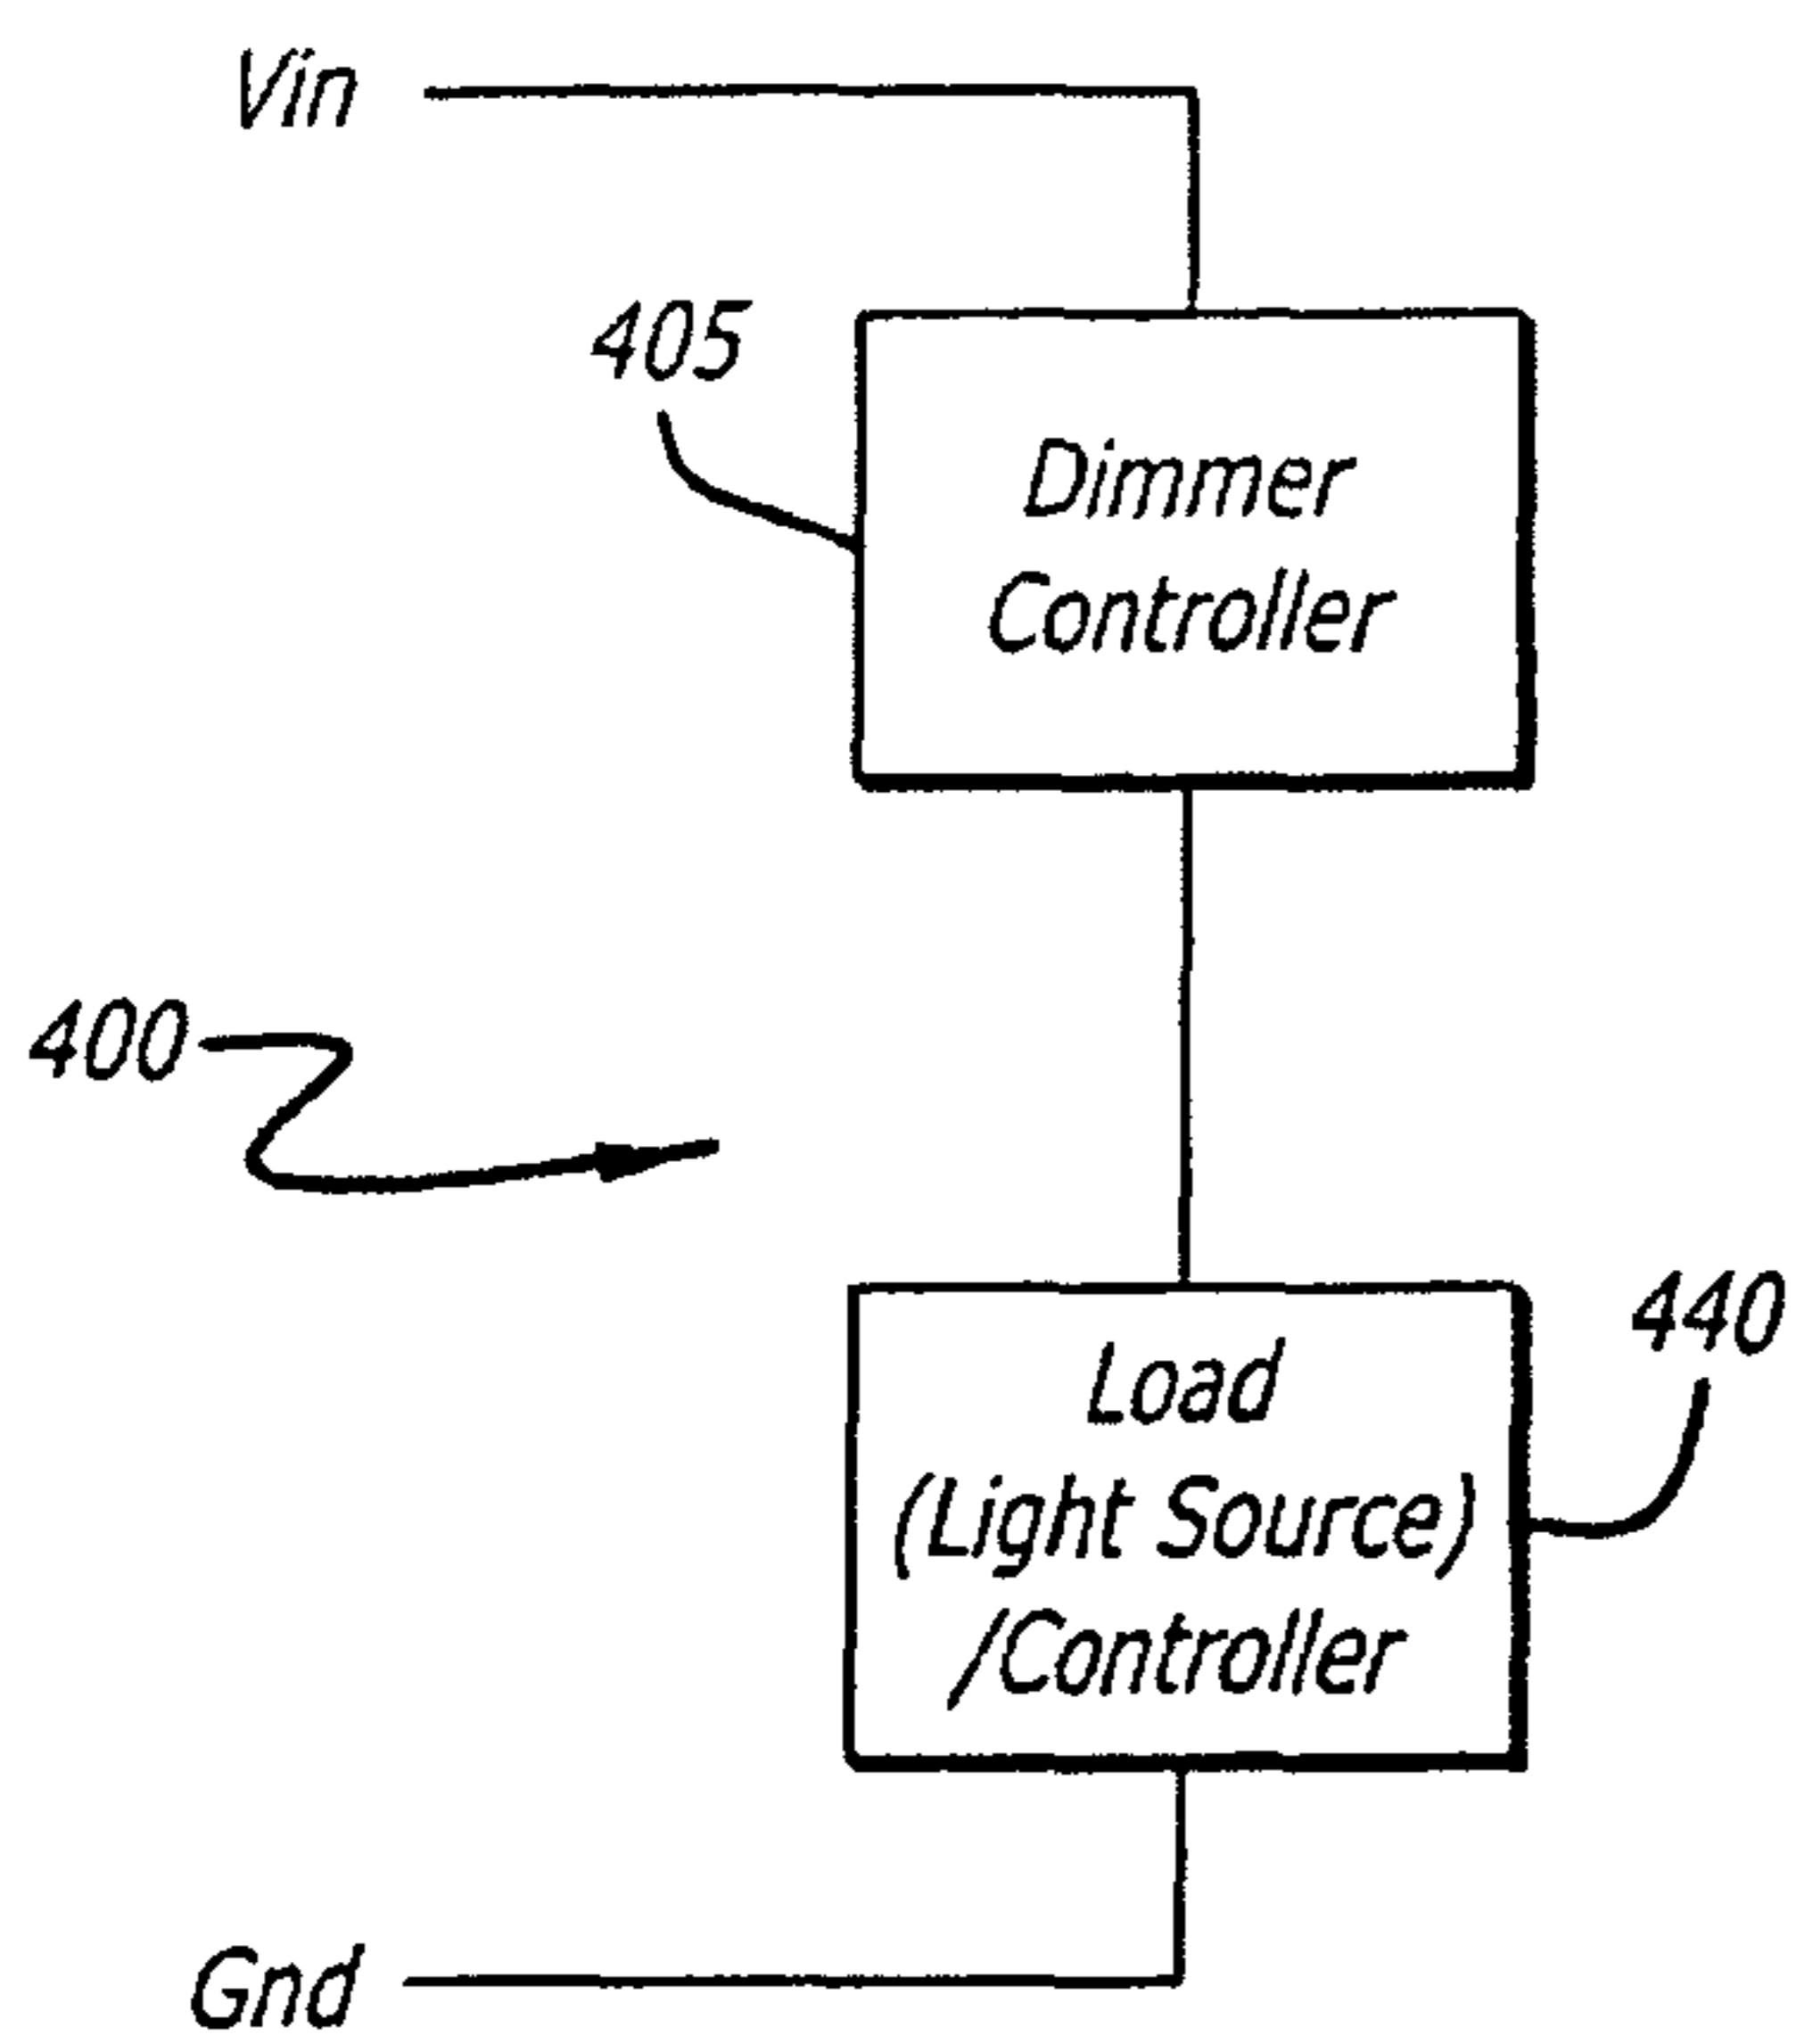 Vin
405
Dimmer
Controller
400
440
Load
(Light Source)
/Controller
Gnd